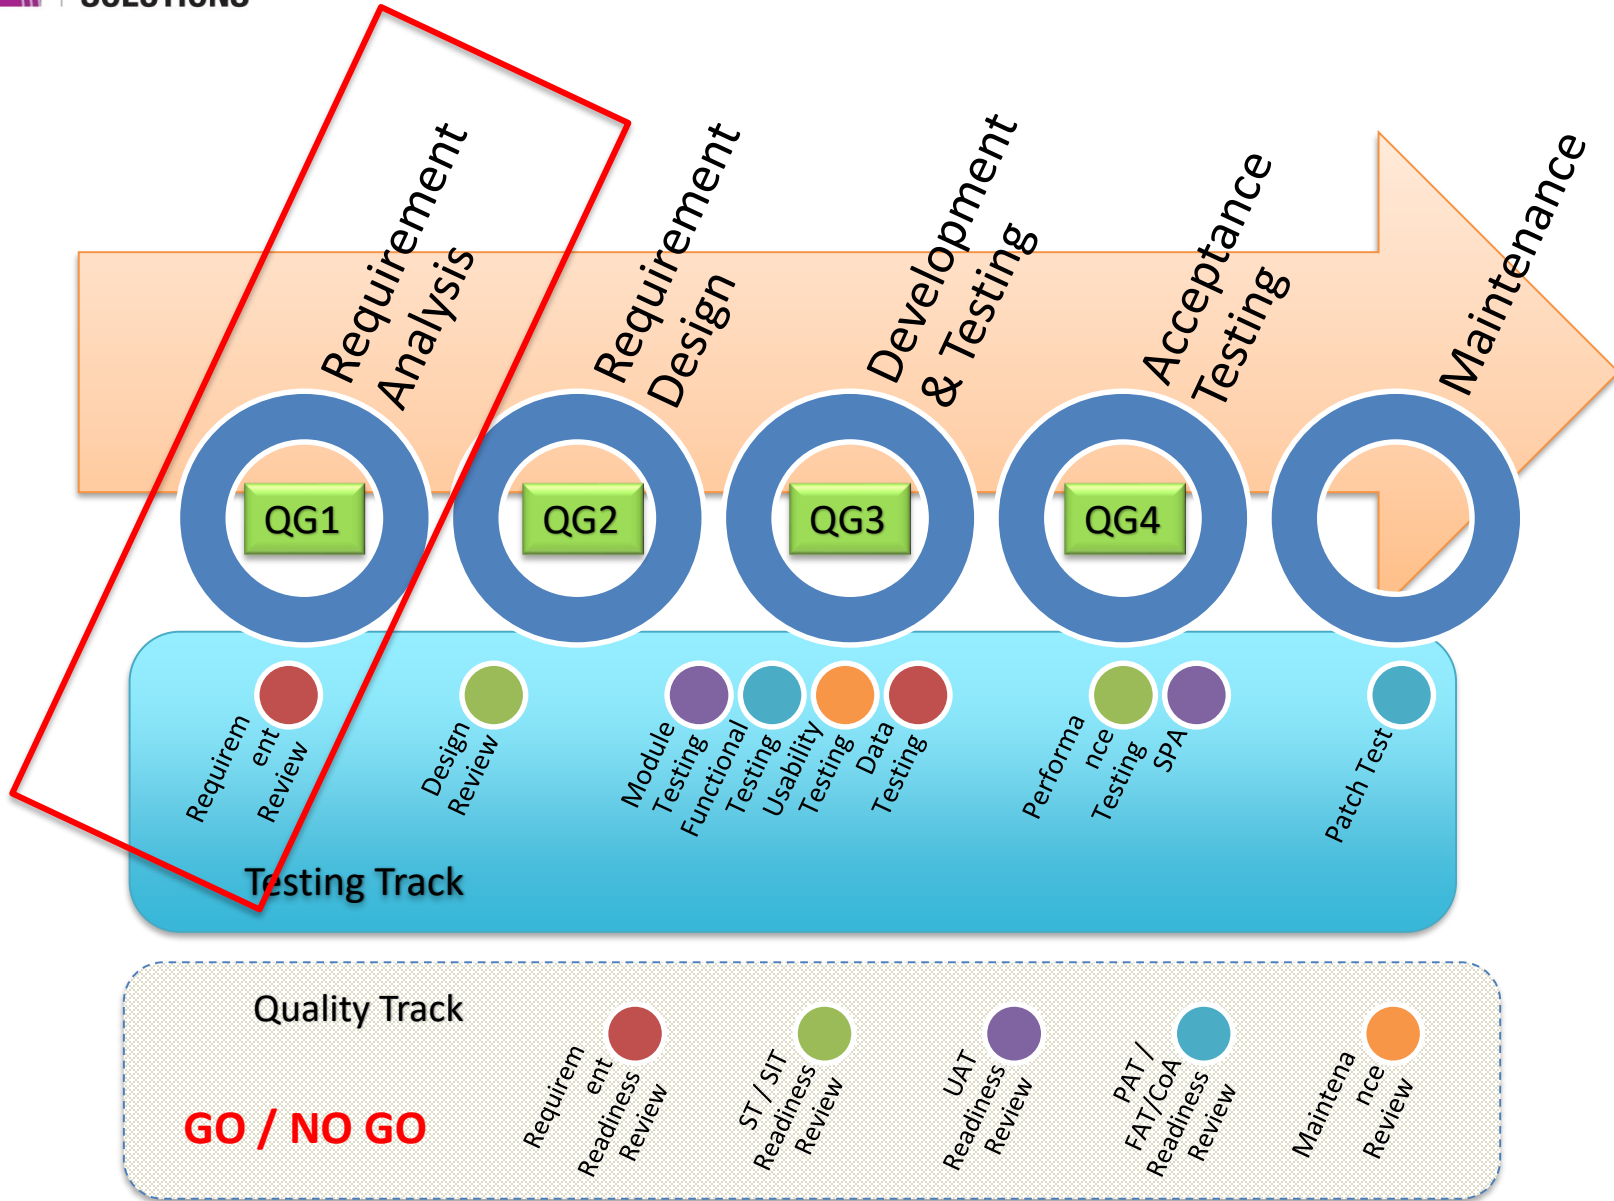 SOLUTIONS
Requirement
Analysis
Requirement
Design
Development
& Testing
Acceptance
Testing
Maintenance
QG1
QG2
QG3
QG4
Requirem
ent
Review
Design
Review
Module
Testing
Functional
Testing
Usability
Testing
Data
Testing
Performa
nce
Testing
SPA
Patch Test
Testing Track
Quality Track
GO / NO GO
Requirem
ent
Readiness
Review
ST / SIT
Readiness
Review
UAT
Readiness
Review
PAT /
FAT/CoA
Readiness
Review
Maintena
nce
Review